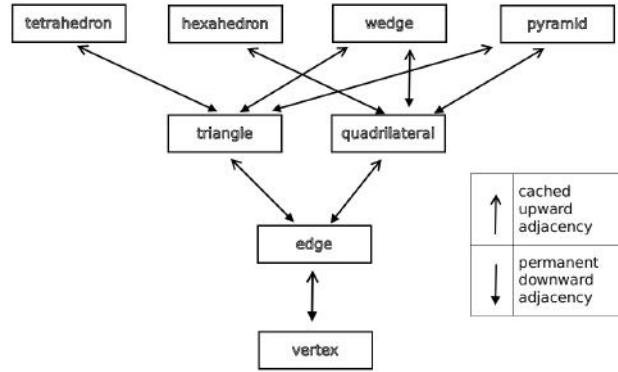 tetrahedron hexahedron wedge pyramid
triangle quadrilateral
edge
vertex
cached
upward
adjacency
permanent
downward
adjacency